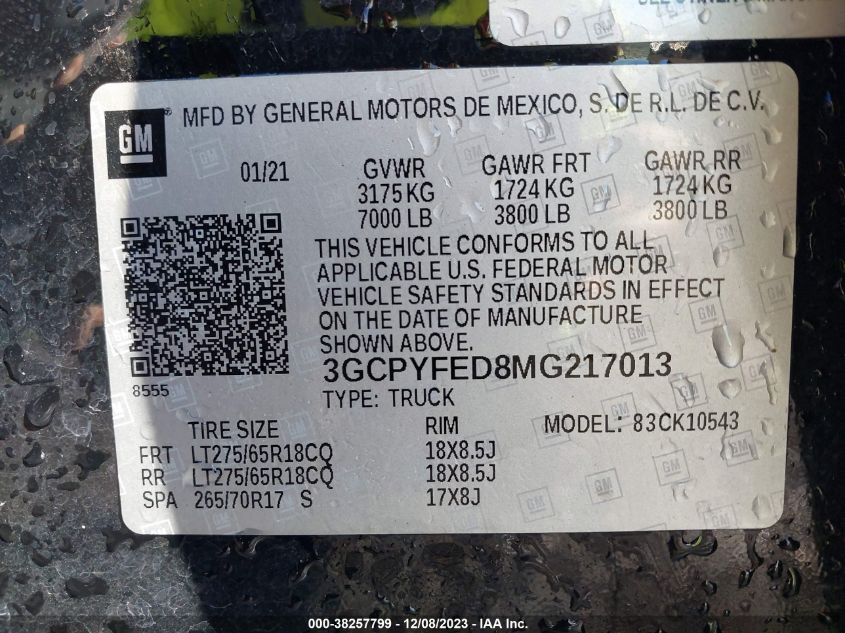 GM
MFD BY GENERAL MOTORS DE MEXICO, S. DE R.L. DE C.V.
01/21 GVWR GAWR FRT GAWR RR
3175 KG 1724 KG 1724 KG
7000 LB 3800 LB 3800 LB
THIS VEHICLE CONFORMS TO ALL
APPLICABLE U.S. FEDERAL MOTOR
VEHICLE SAFETY STANDARDS IN EFFECT
ON THE DATE OF MANUFACTURE
SHOWN ABOVE.
3GCPYFED8MG217013
8555
TYPE: TRUCK
TIRE SIZE RIM MODEL: 83CK10543
FRT LT275/65R18CQ 18X8.5J
RR LT275/65R18CQ 18X8.5J
SPA 265/70R17 S 17X8J
000-38257799 - 12/08/2023 - IAA Inc.